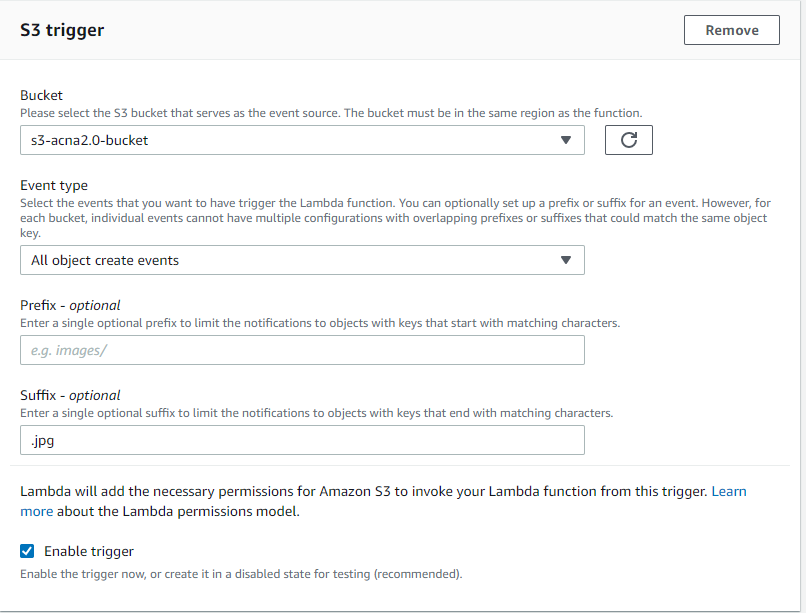 S3 trigger
Remove
Bucket
Please select the S3 bucket that serves as the event source. The bucket must be in the same region as the function.
s3-acna2.0-bucket
Event type
Select the events that you want to have trigger the Lambda function. You can optionally set up a prefix or suffix for an event. However, for
each bucket, individual events cannot have multiple configurations with overlapping prefixes or suffixes that could match the same object
key.
All object create events
Prefix - optional
Enter a single optional prefix to limit the notifications to objects with keys that start with matching characters.
e.g. images/
Suffix - optional
Enter a single optional suffix to limit the notifications to objects with keys that end with matching characters.
.jpg
Lambda will add the necessary permissions for Amazon S3 to invoke your Lambda function from this trigger. Learn
more about the Lambda permissions model.
Enable trigger
Enable the trigger now, or create it in a disabled state for testing (recommended).